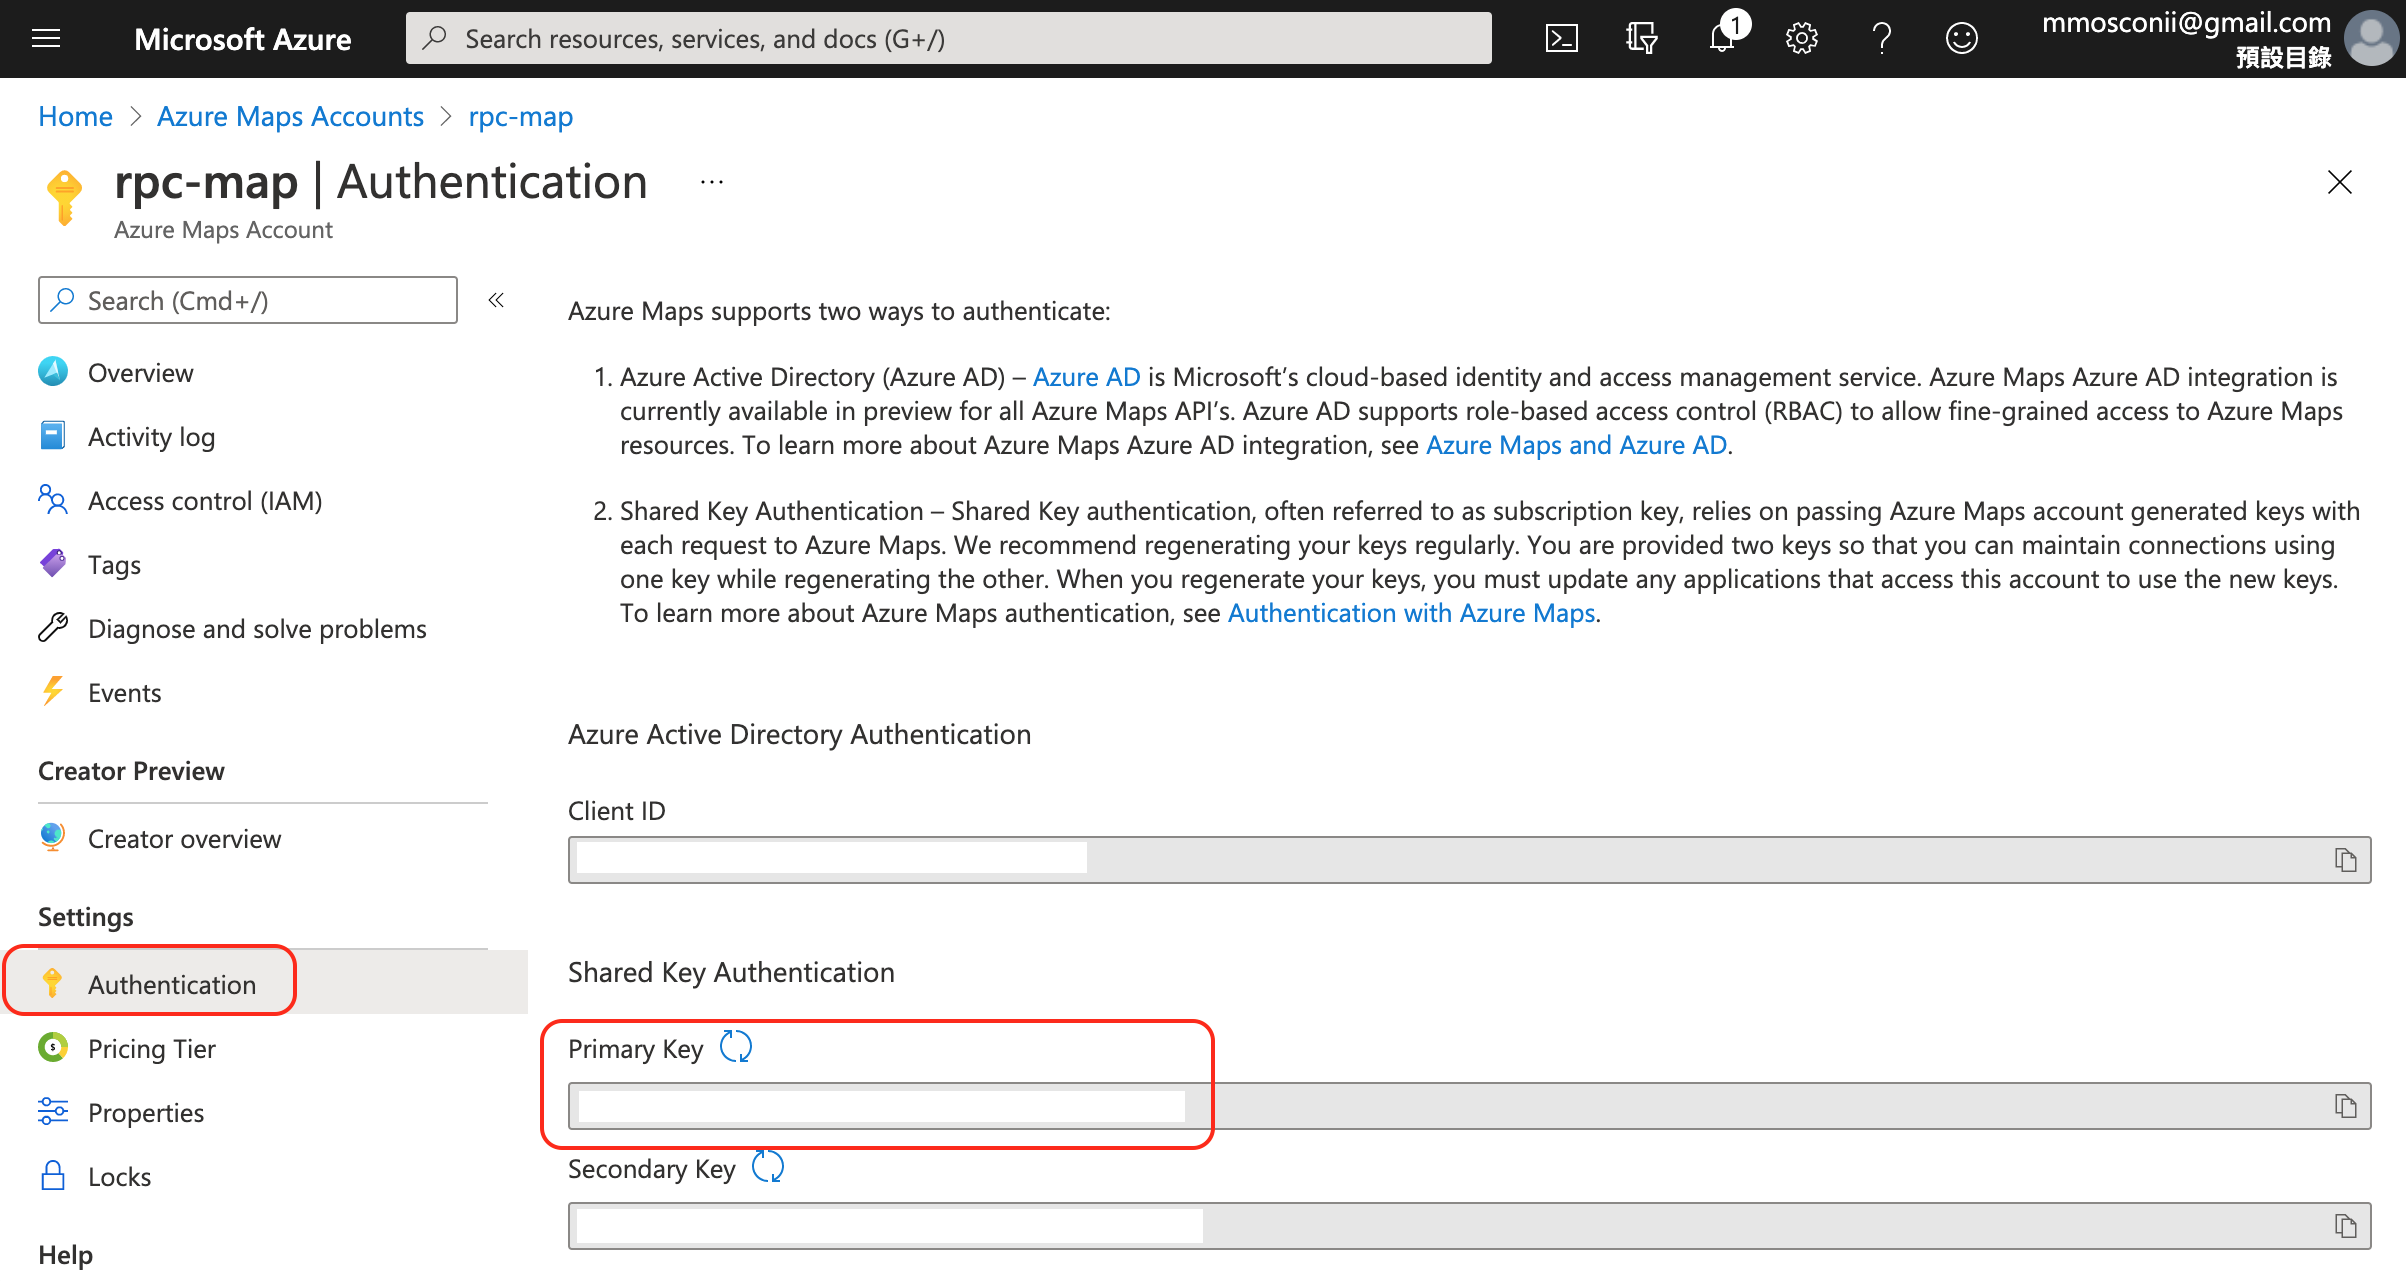 Microsoft Azure
Search resources, services, and docs (G+/)
1
mmosconii@gmail.com
預設目錄
Home > Azure Maps Accounts > rpc-map
rpc-map | Authentication ...
Azure Maps Account
Search (Cmd+/)
«
Overview
Activity log
Access control (IAM)
Tags
Diagnose and solve problems
Events
Creator Preview
Creator overview
Settings
Authentication
Pricing Tier
Properties
Locks
Help
Azure Maps supports two ways to authenticate:
1. Azure Active Directory (Azure AD) – Azure AD is Microsoft’s cloud-based identity and access management service. Azure Maps Azure AD integration is
currently available in preview for all Azure Maps API’s. Azure AD supports role-based access control (RBAC) to allow fine-grained access to Azure Maps
resources. To learn more about Azure Maps Azure AD integration, see Azure Maps and Azure AD.
2. Shared Key Authentication – Shared Key authentication, often referred to as subscription key, relies on passing Azure Maps account generated keys with
each request to Azure Maps. We recommend regenerating your keys regularly. You are provided two keys so that you can maintain connections using
one key while regenerating the other. When you regenerate your keys, you must update any applications that access this account to use the new keys.
To learn more about Azure Maps authentication, see Authentication with Azure Maps.
Azure Active Directory Authentication
Client ID
Shared Key Authentication
Primary Key
Secondary Key